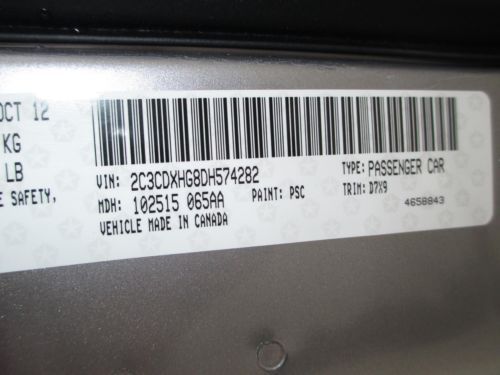 OCT 12
KG
LB
E SAFETY,
VIN: 2C3CDXHG8DH574282 TYPE: PASSENGER CAR
MDH: 102515 065AA PAINT: PSC TRIM: D7X9
VEHICLE MADE IN CANADA 4658843